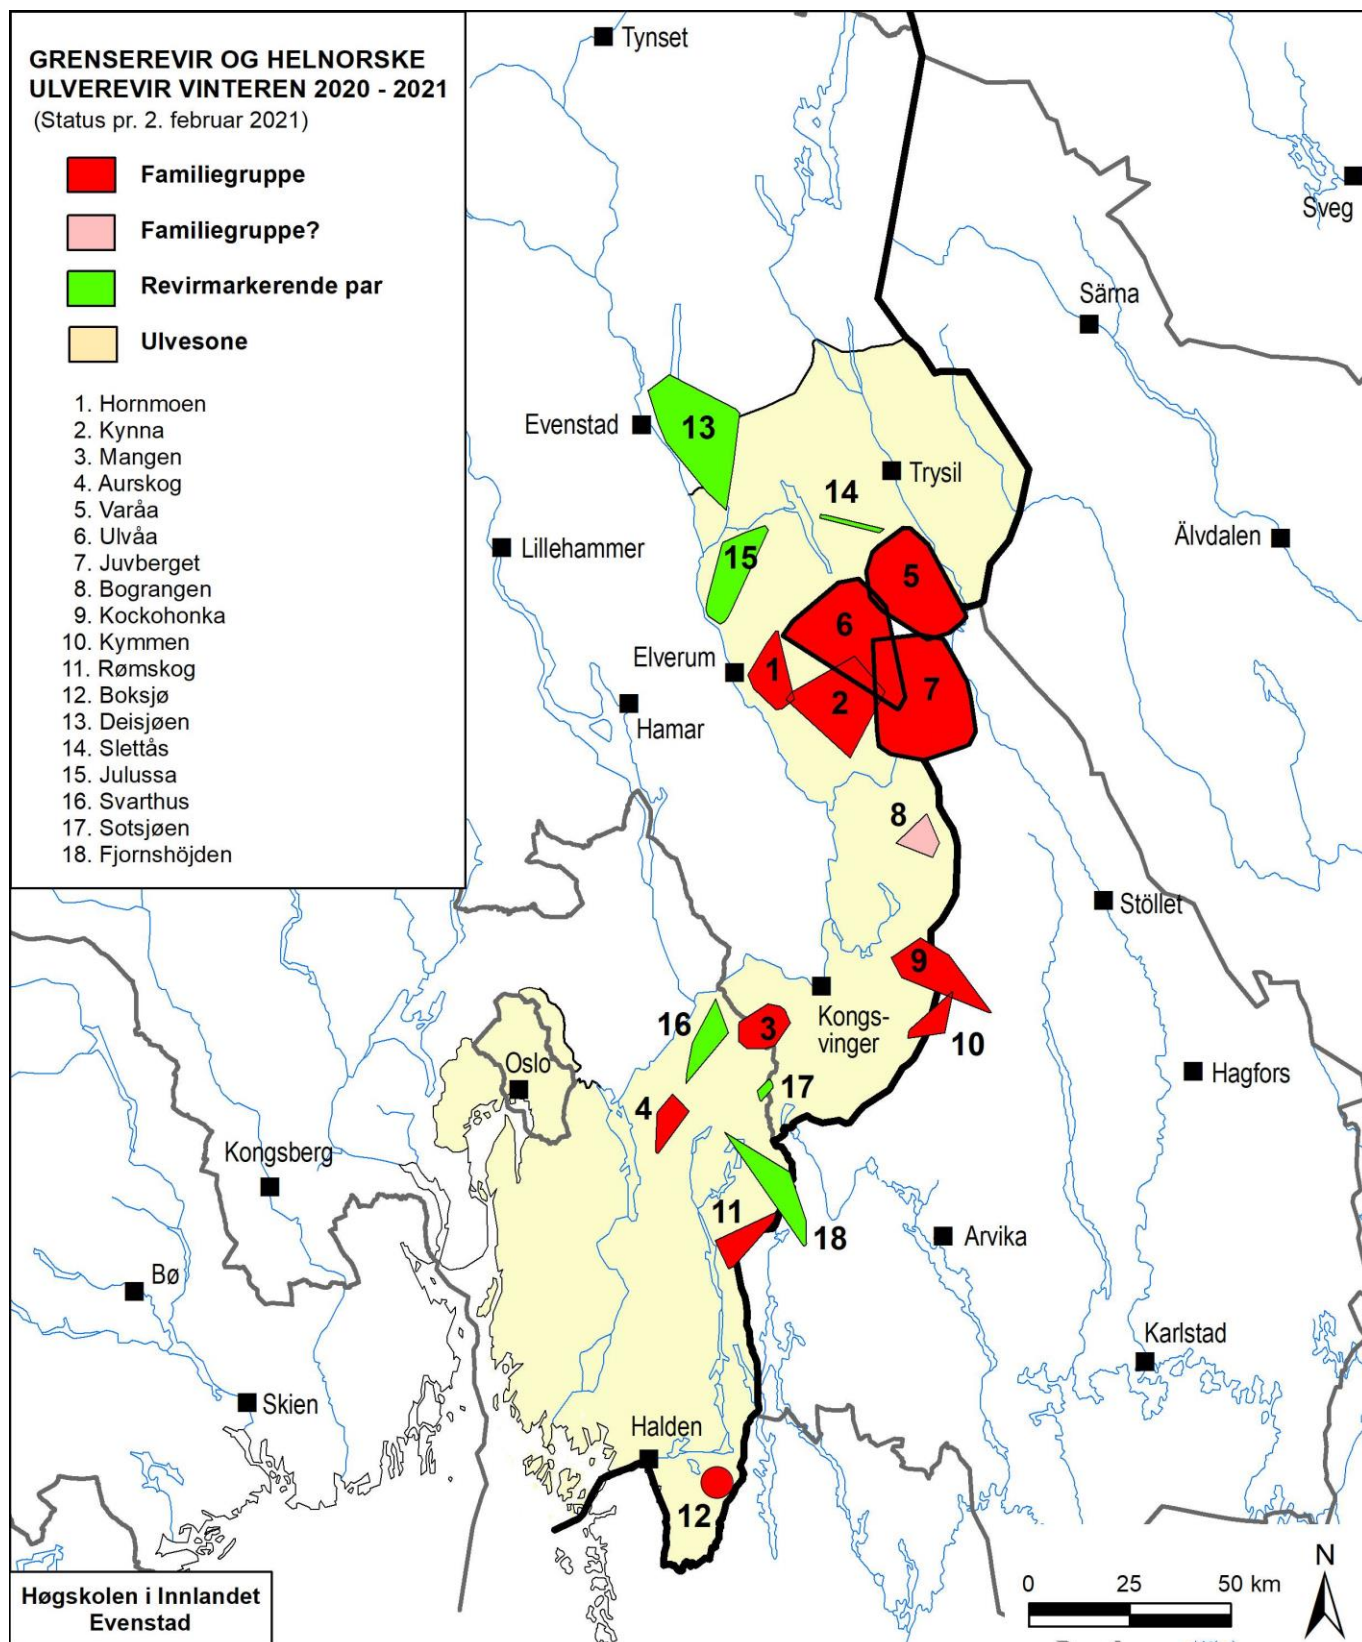 GRENSEREVIR OG HELNORSKE
ULVEREVIR VINTEREN 2020 - 2021
(Status pr. 2. februar 2021)
Familiegruppe
Familiegruppe?
Revirmarkerende par
Ulvesone
1. Hornmoen
2. Kynna
3. Mangen
4. Aurskog
5. Varåa
6. Ulvåa
7. Juvberget
8. Bograngen
9. Kockohonka
10. Kymmen
11. Rømskog
12. Boksjø
13. Deisjøen
14. Slettås
15. Julussa
16. Svarthus
17. Sotsjøen
18. Fjornshöjden
Tynset
Sveg
Särna
Evenstad
13
Trysil
14
Älvdalen
Lillehammer
15
5
6
Elverum
1
7
2
Hamar
8
Stöllet
9
Kongs-
vinger
16
3
10
Oslo
Hagfors
17
4
Kongsberg
11
18
Arvika
Bø
Karlstad
Skien
Halden
12
N
0 25 50 km
Høgskolen i Innlandet
Evenstad